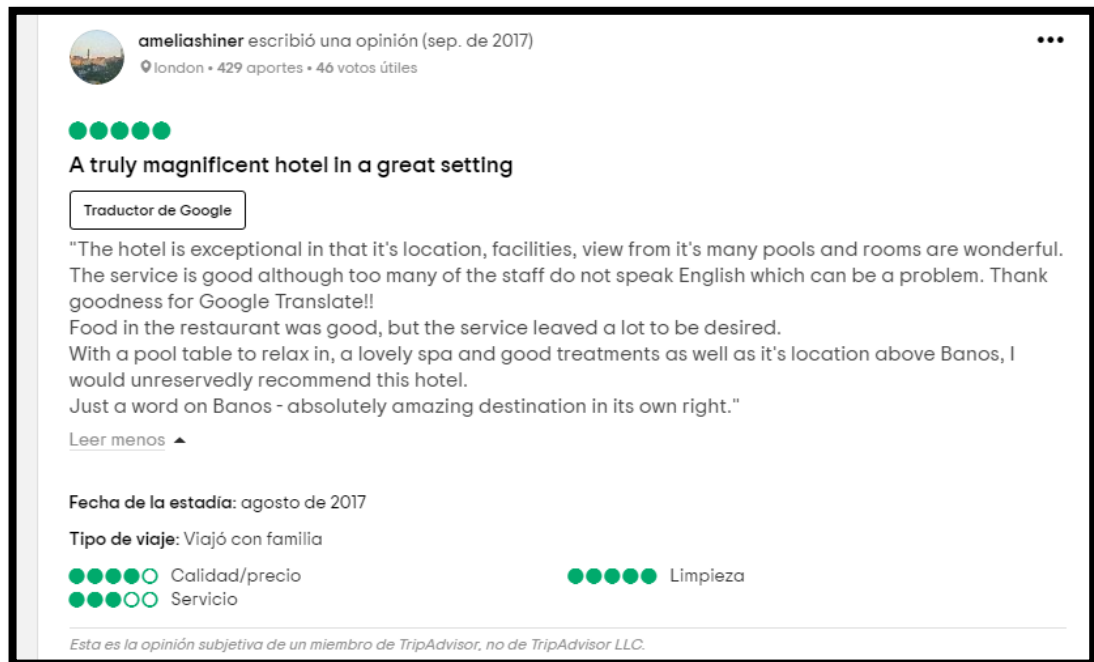 ameliashiner escribió una opinión (sep. de 2017)
london • 429 aportes • 46 votos útiles
A truly magnificent hotel in a great setting
Traductor de Google
"The hotel is exceptional in that it's location, facilities, view from it's many pools and rooms are wonderful.
The service is good although too many of the staff do not speak English which can be a problem. Thank
goodness for Google Translate!!
Food in the restaurant was good, but the service leaved a lot to be desired.
With a pool table to relax in, a lovely spa and good treatments as well as it's location above Banos, I
would unreservedly recommend this hotel.
Just a word on Banos - absolutely amazing destination in its own right."
Leer menos
Fecha de la estadía: agosto de 2017
Tipo de viaje: Viajó con familia
Calidad/precio
Limpieza
Servicio
Esta es la opinión subjetiva de un miembro de TripAdvisor, no de TripAdvisor LLC.